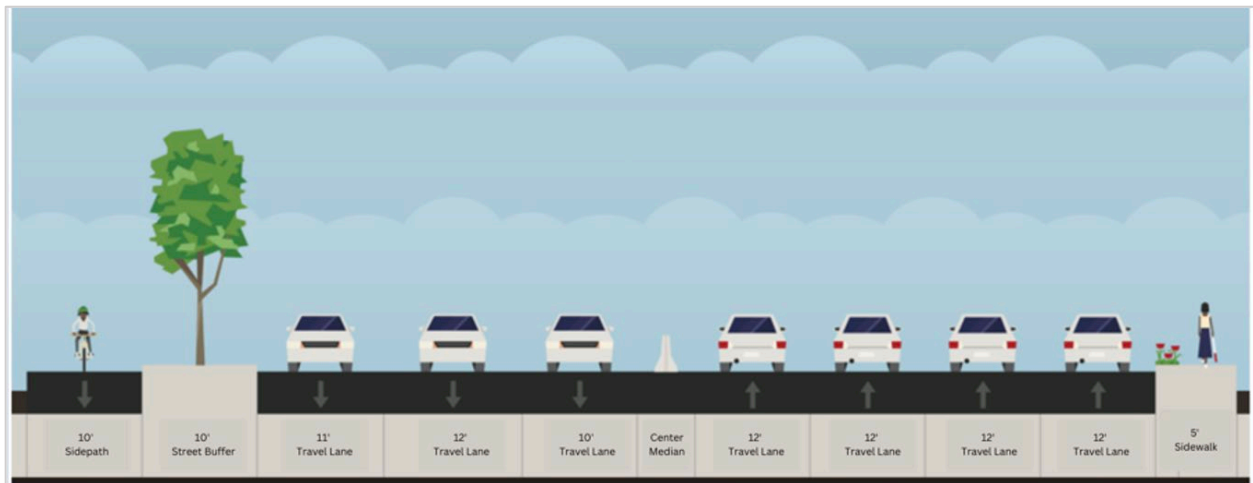 10'
Sidepath
10'
Street Buffer
11'
Travel Lane
12'
Travel Lane
10'
Travel Lane
Center
Median
12'
Travel Lane
12'
Travel Lane
12'
Travel Lane
12'
Travel Lane
5'
Sidewalk